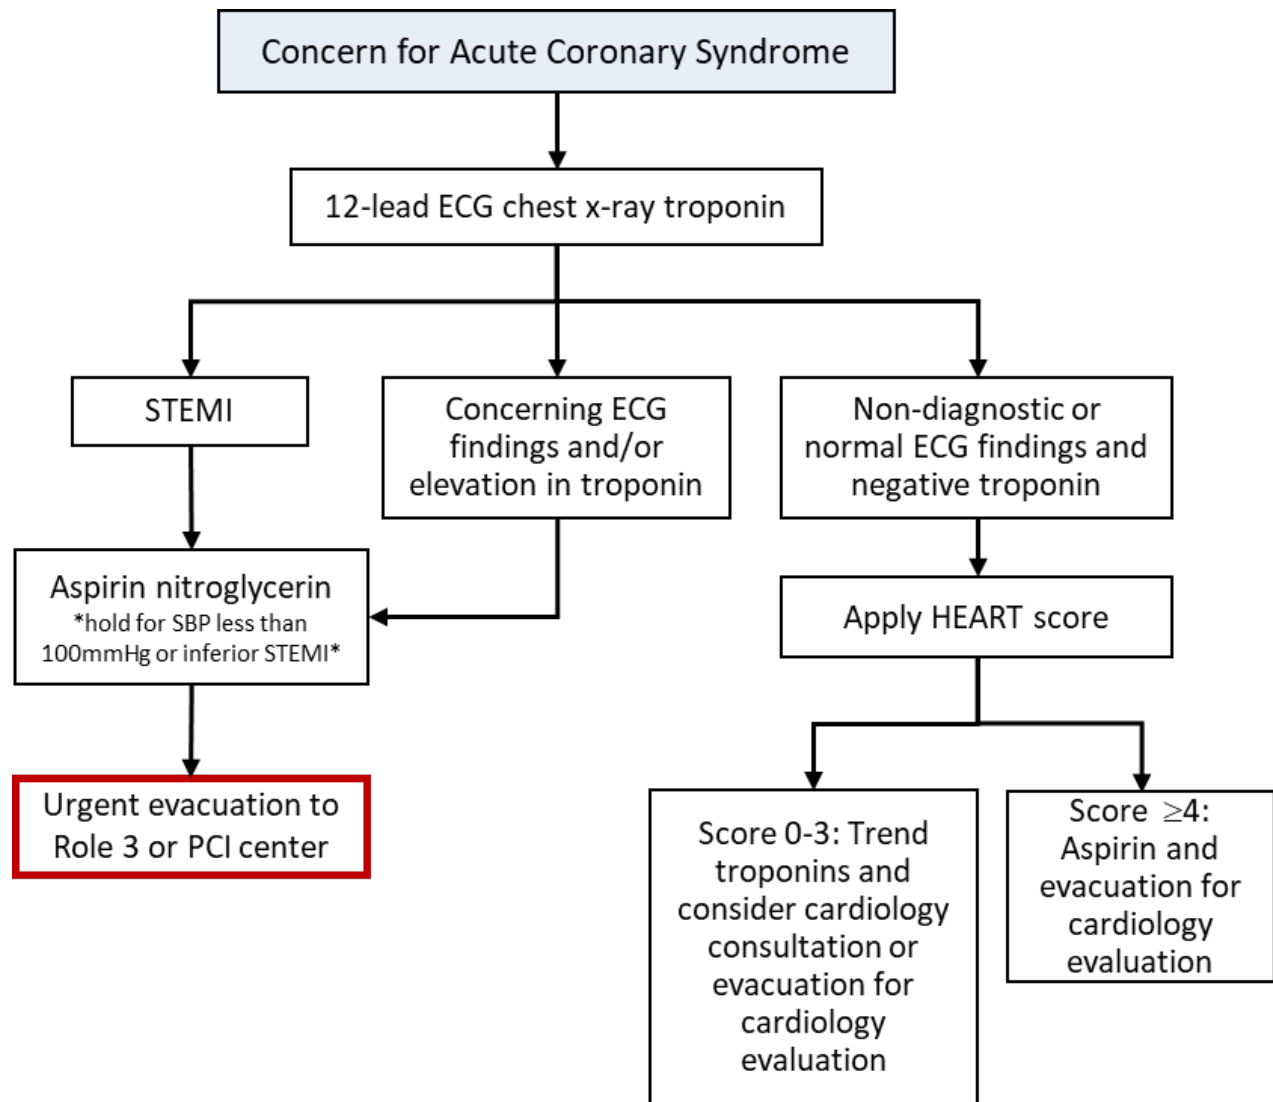 Concern for Acute Coronary Syndrome
12-lead ECG chest x-ray troponin
STEMI
Concerning ECG
findings and/or
elevation in troponin
Non-diagnostic or
normal ECG findings and
negative troponin
Aspirin nitroglycerin
*hold for SBP less than
100mmHg or inferior STEMI*
Apply HEART score
Urgent evacuation to
Role 3 or PCI center
Score 0-3: Trend
troponins and
consider cardiology
consultation or
evacuation for
cardiology
evaluation
Score ≥4:
Aspirin and
evacuation for
cardiology
evaluation